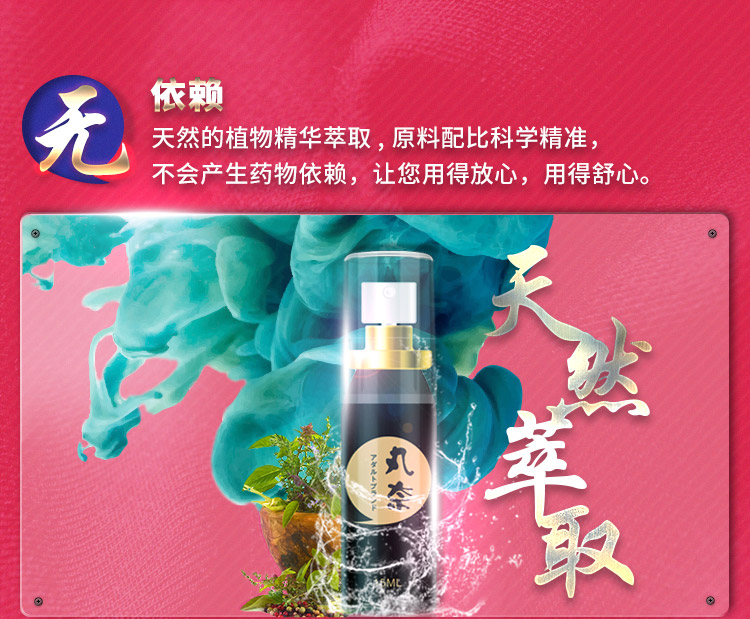 无
依赖
天然的植物精华萃取，原料配比科学精准，
不会产生药物依赖，让您用得放心，用得舒心。
天然萃取
丸柰
アダルトブランド
15ML